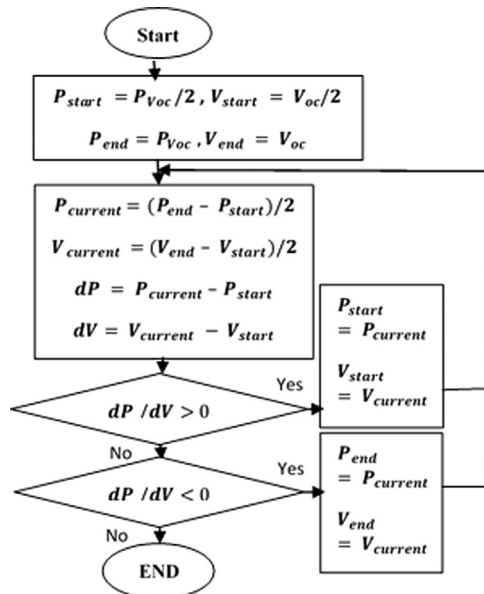 Start
P_start = P_Voc/2 , V_start = V_oc/2
P_end = P_Voc , V_end = V_oc
P_current = (P_end - P_start)/2
V_current = (V_end - V_start)/2
dP = P_current - P_start
dV = V_current - V_start
P_start
= P_current
V_start
= V_current
Yes
dP /dV > 0
No
P_end
= P_current
V_end
= V_current
Yes
dP /dV < 0
No
END